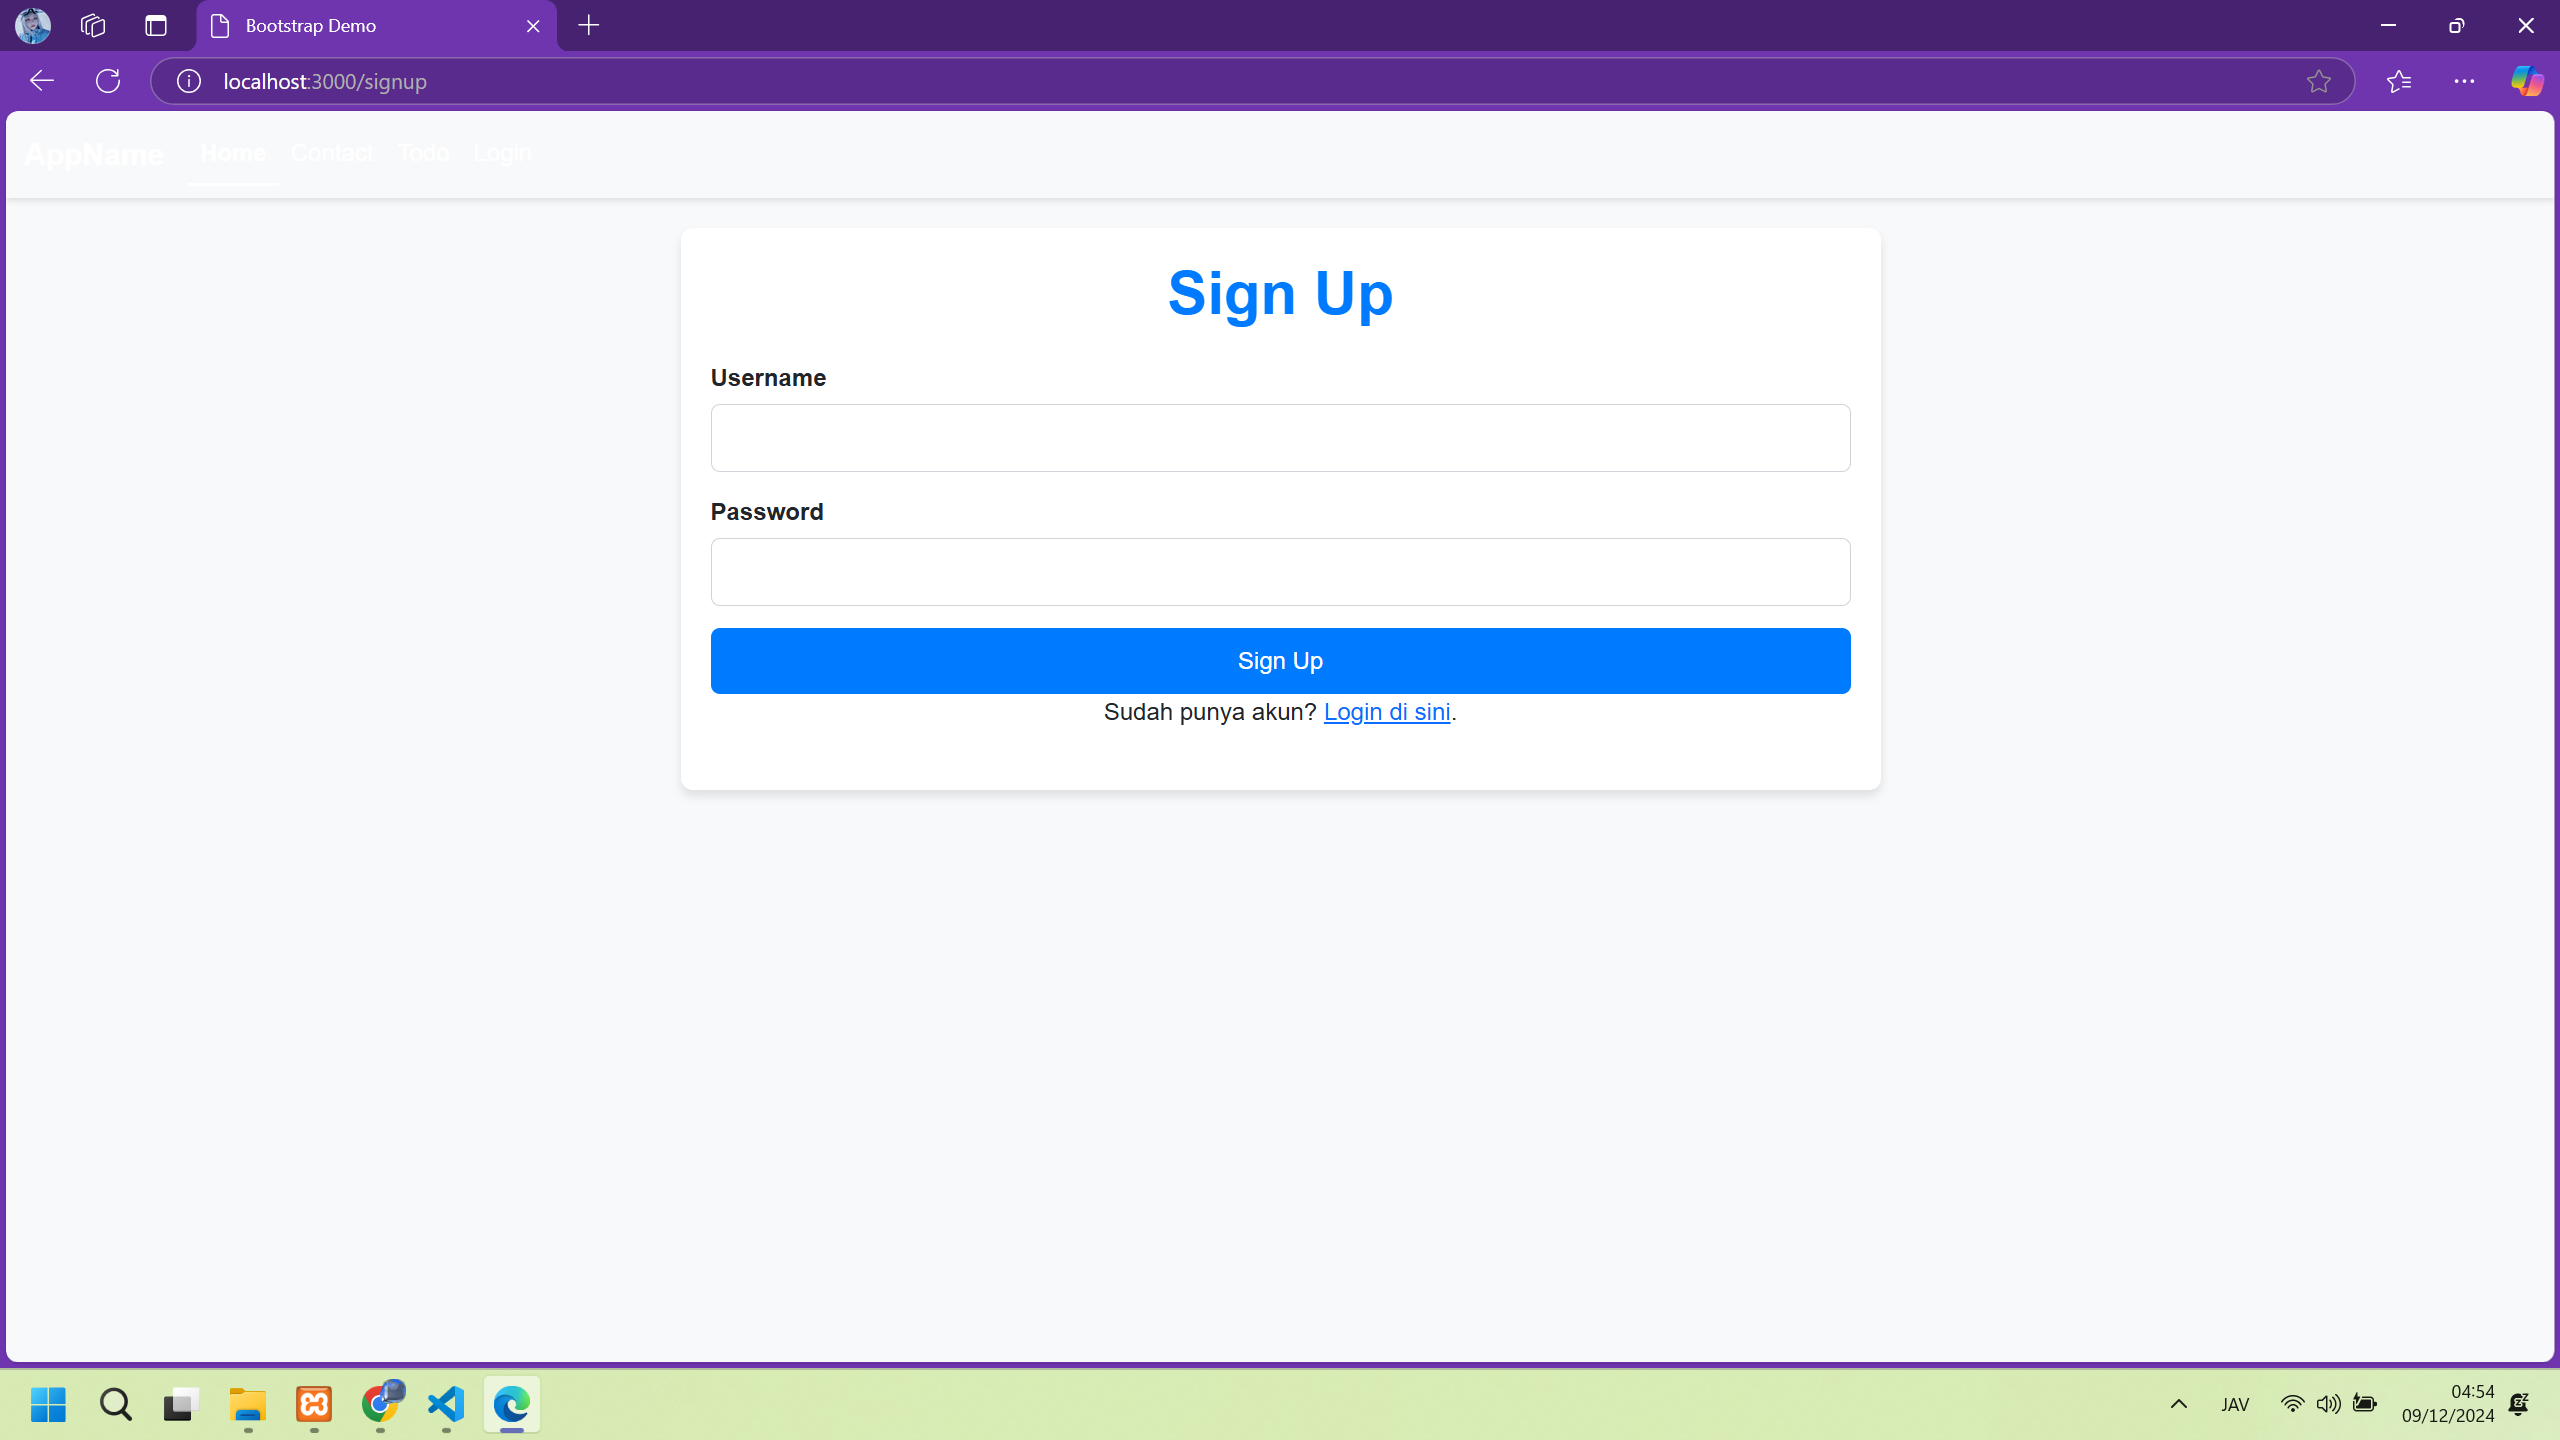 Bootstrap Demo
localhost:3000/signup
AppName Home Contact Todo Login
Sign Up
Username
Password
Sign Up
Sudah punya akun? Login di sini.
JAV
04:54
09/12/2024